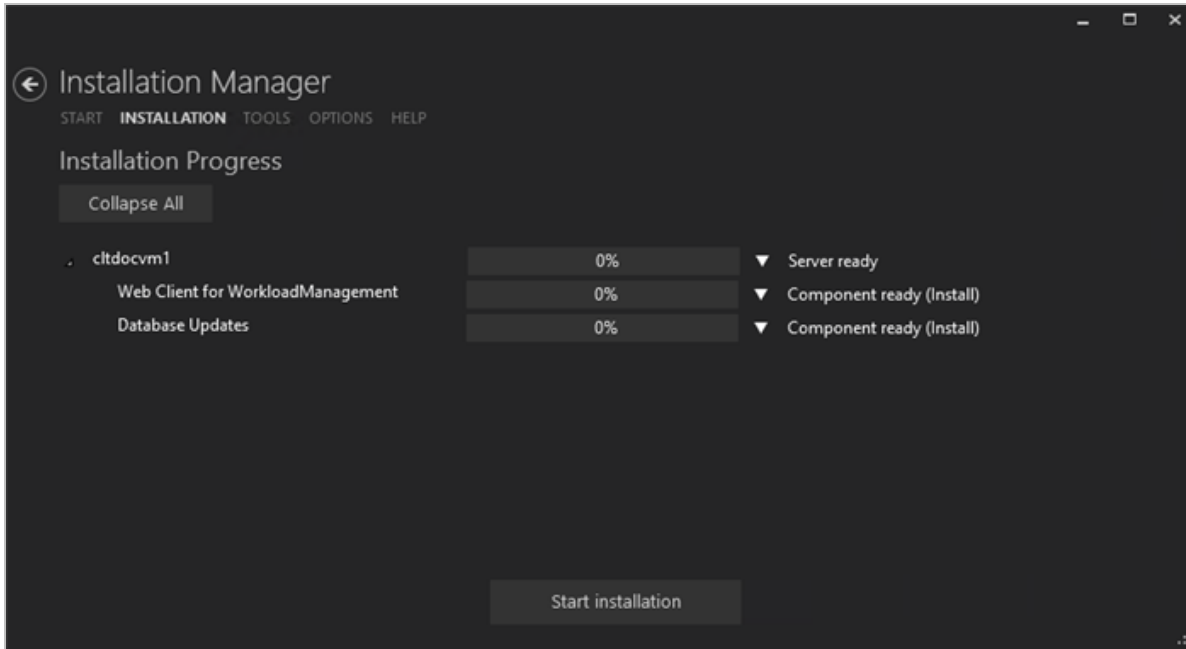 Installation Manager
START INSTALLATION TOOLS OPTIONS HELP
Installation Progress
Collapse All
cltdocvm1 0% Server ready
Web Client for WorkloadManagement 0% Component ready (Install)
Database Updates 0% Component ready (Install)
Start installation